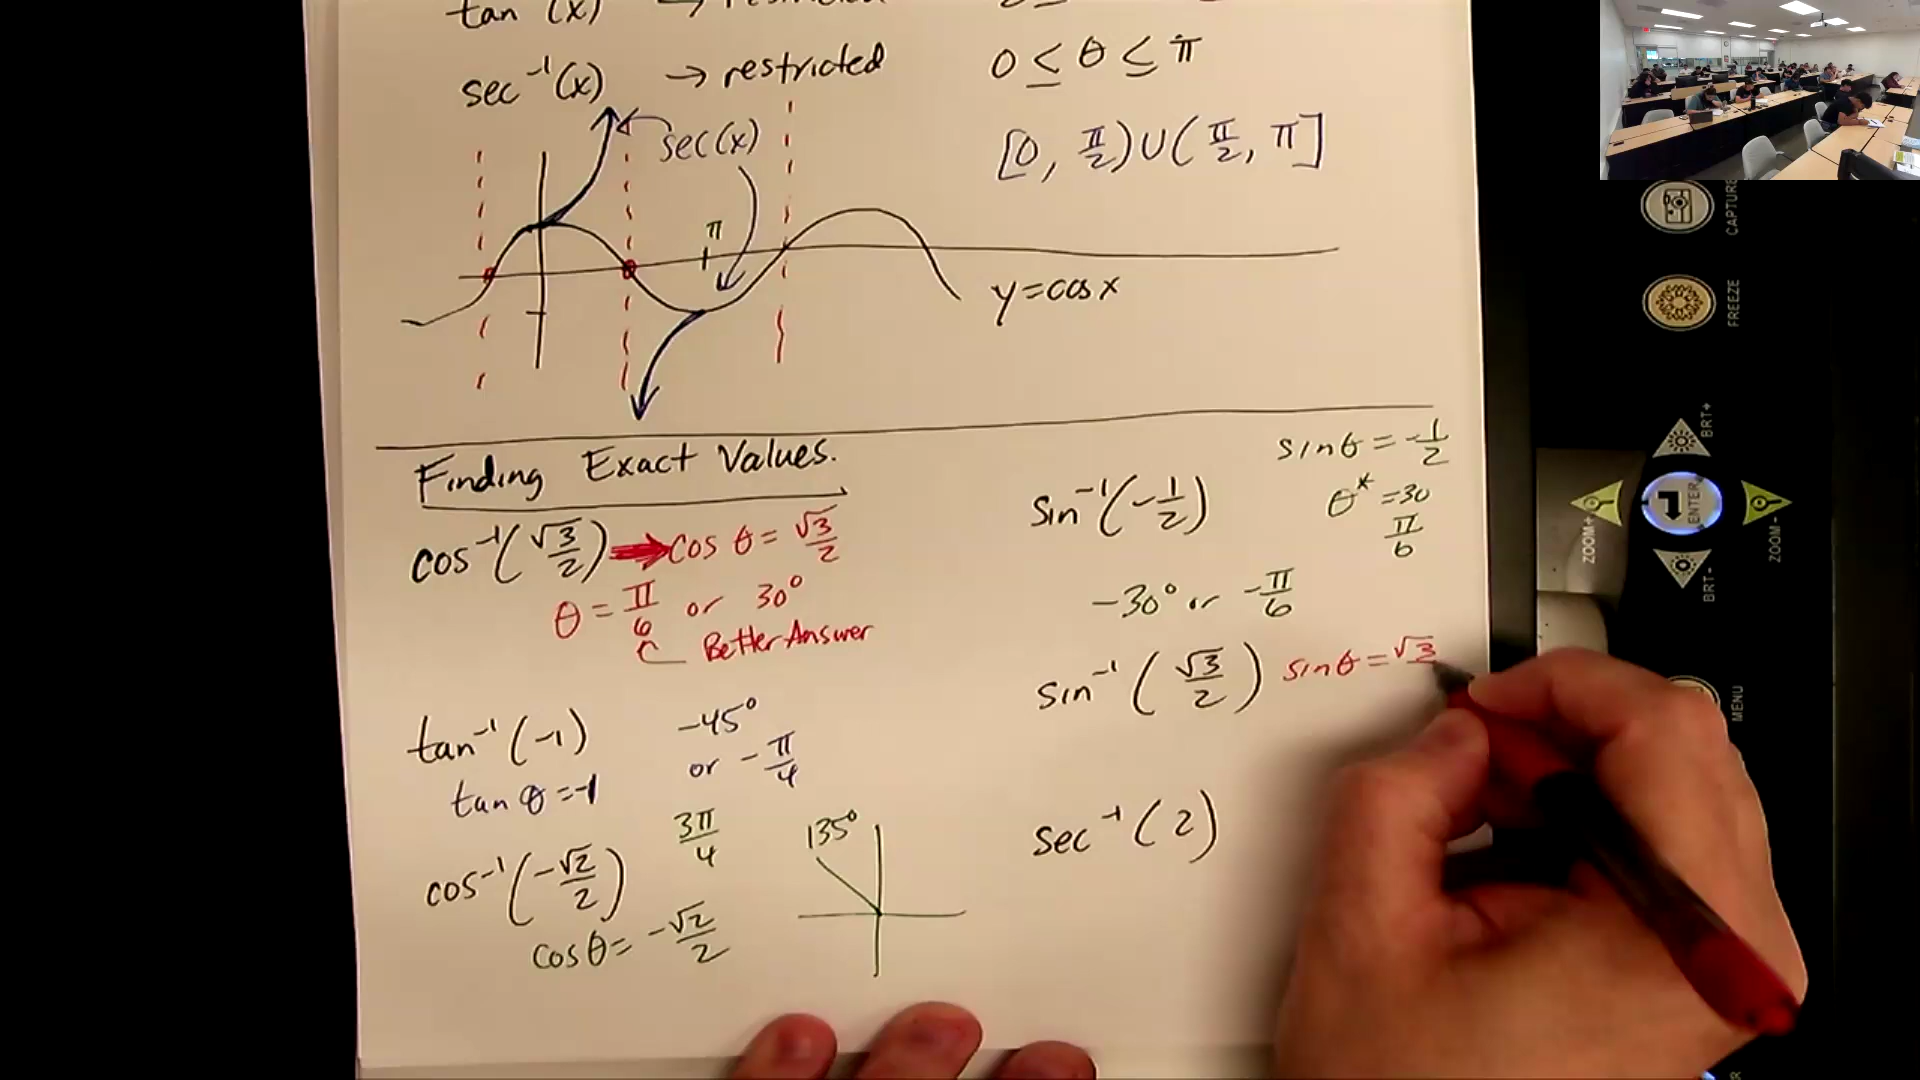 tan (x) → restricted
sec⁻¹(x) → restricted 0 ≤ θ ≤ π
sec(x) [0, π/2) ∪ (π/2, π]
π
y=cos x
Finding Exact Values.
cos⁻¹(√3/2) → cos θ = √3/2
θ = π/6 or 30°
Better Answer
tan⁻¹(-1) -45°
or -π/4
tan θ = -1
cos⁻¹(-√2/2) 3π/4 135°
cos θ = -√2/2
sin⁻¹(-1/2) sin θ = -1/2
θ* = 30
π/6
-30° or -π/6
sin⁻¹(√3/2) sin θ = √3
sec⁻¹(2)
CAPTURE
FREEZE
BRT+
ZOOM+
ENTER
ZOOM-
BRT-
MENU